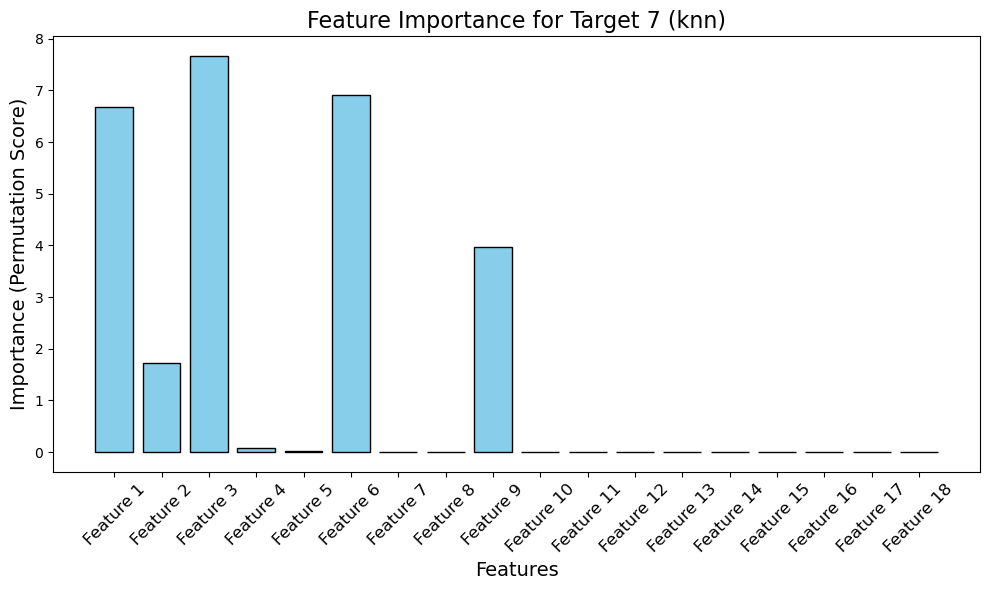 Feature Importance for Target 7 (knn)
Importance (Permutation Score)
8
7
6
5
4
3
2
1
0
Feature 1
Feature 2
Feature 3
Feature 4
Feature 5
Feature 6
Feature 7
Feature 8
Feature 9
Feature 10
Feature 11
Feature 12
Feature 13
Feature 14
Feature 15
Feature 16
Feature 17
Feature 18
Features